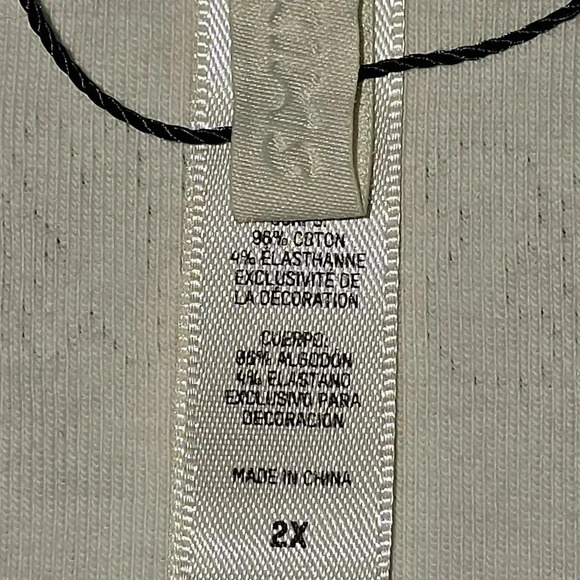 96% COTON
4% ÉLASTHANNE
EXCLUSIVITÉ DE
LA DÉCORATION
CUERPO:
96% ALGODÓN
4% ELASTANO
EXCLUSIVO PARA
DECORACIÓN
MADE IN CHINA
2X